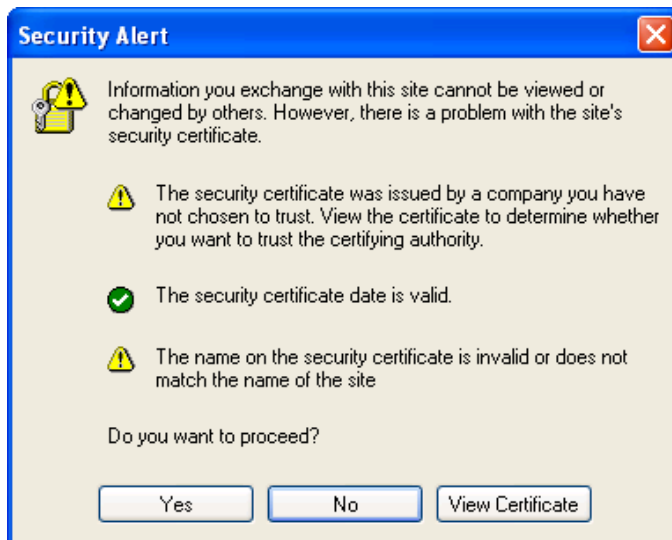 Security Alert
Information you exchange with this site cannot be viewed or
changed by others. However, there is a problem with the site's
security certificate.
The security certificate was issued by a company you have
not chosen to trust. View the certificate to determine whether
you want to trust the certifying authority.
The security certificate date is valid.
The name on the security certificate is invalid or does not
match the name of the site
Do you want to proceed?
Yes No View Certificate